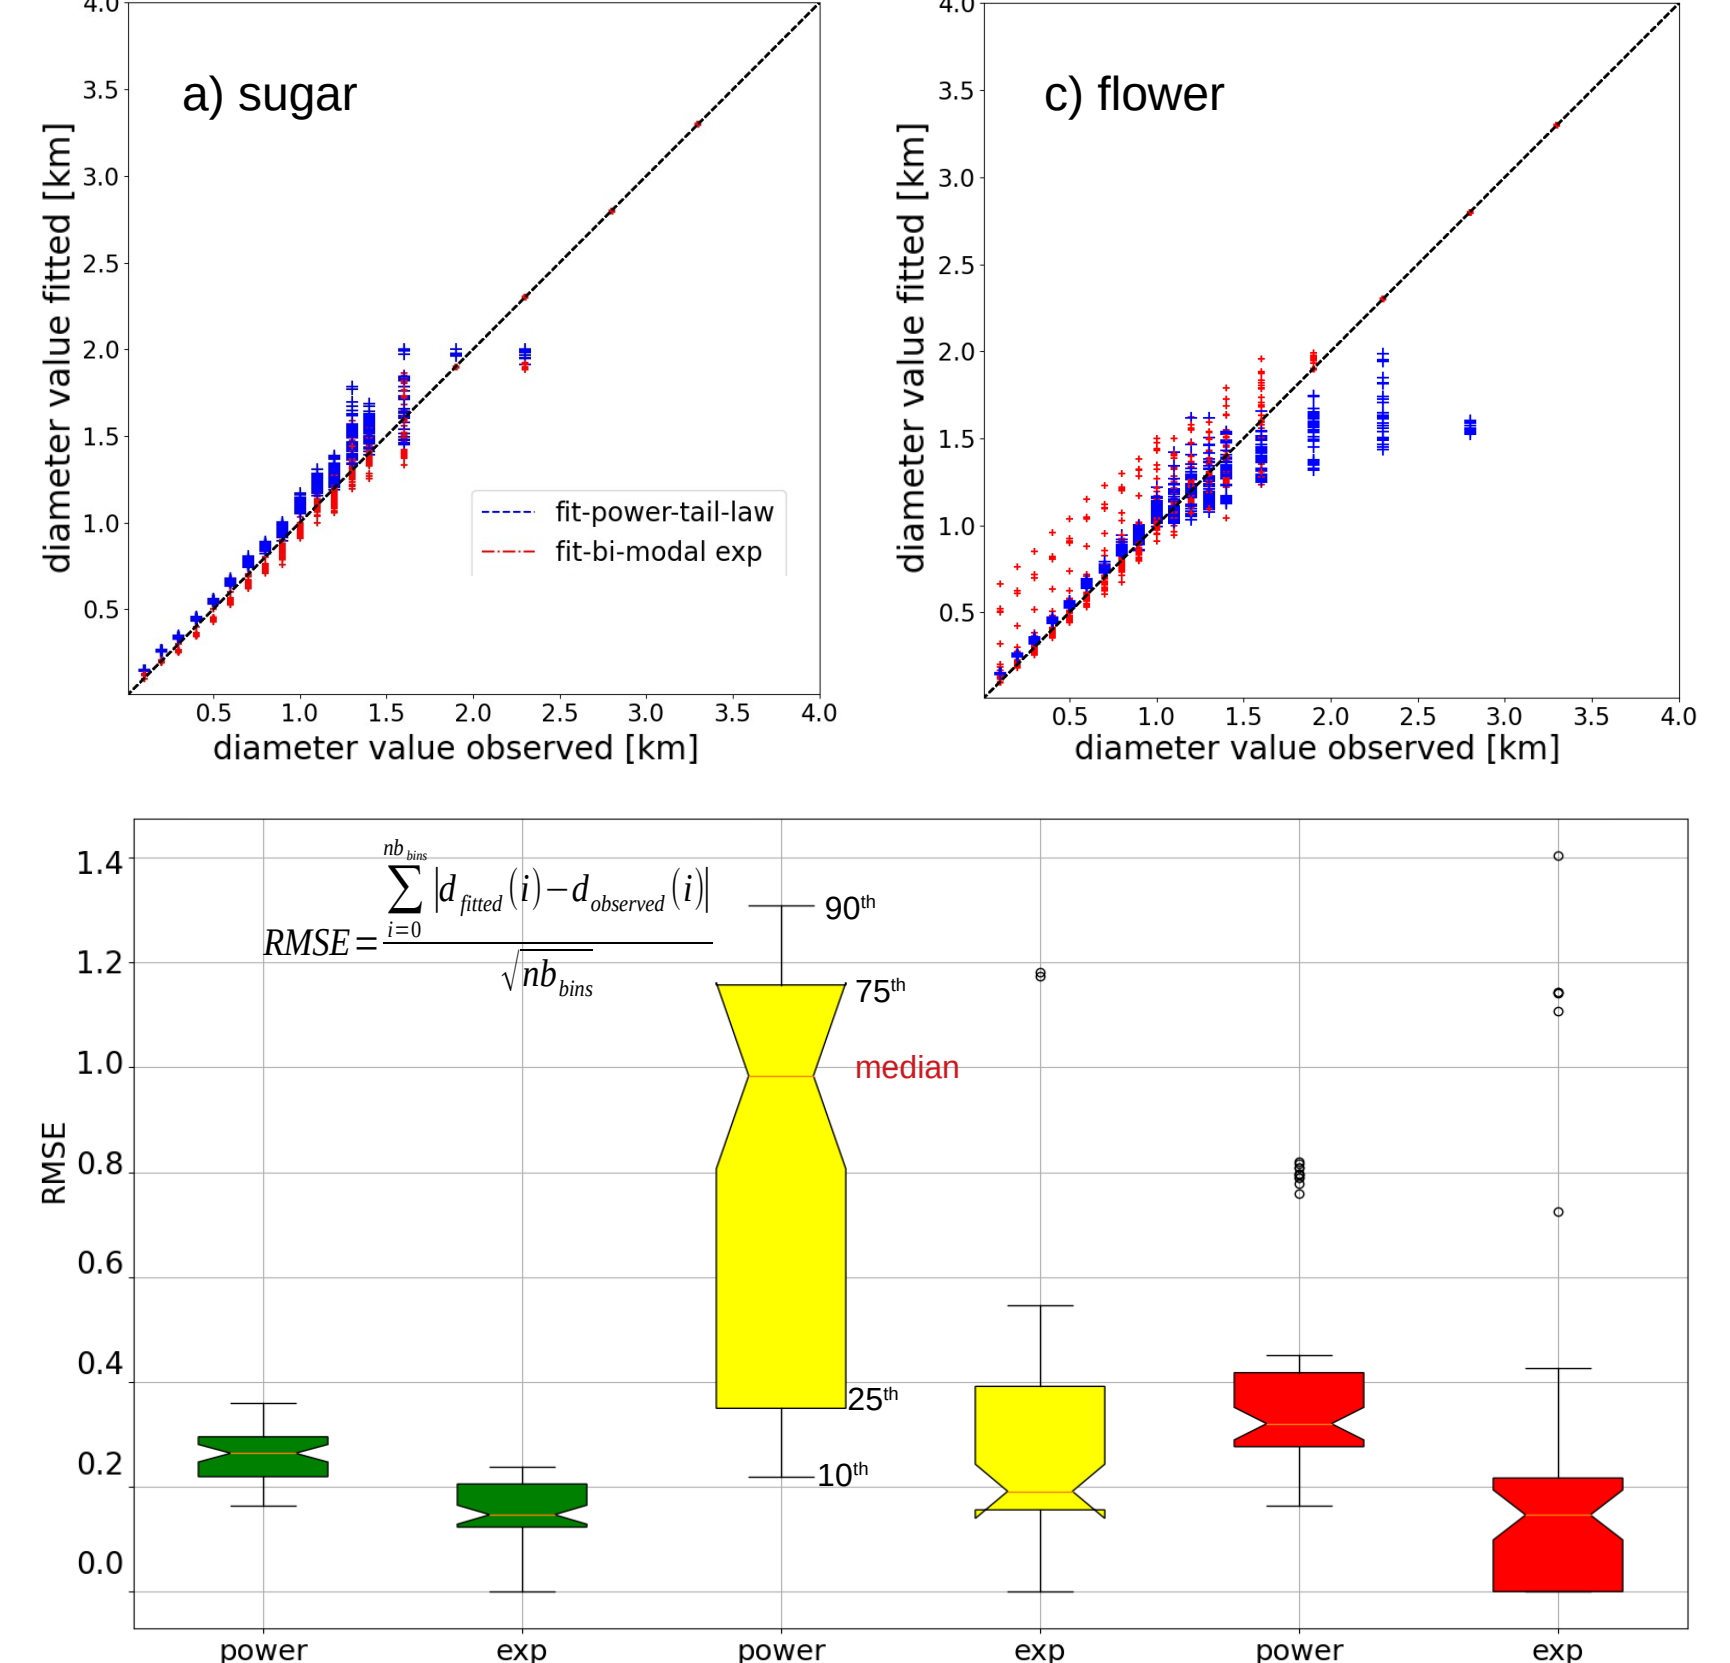 4.0
3.5
3.0
2.5
2.0
1.5
1.0
0.5
diameter value fitted [km]
a) sugar
fit-power-tail-law
fit-bi-modal exp
0.5 1.0 1.5 2.0 2.5 3.0 3.5 4.0
diameter value observed [km]
4.0
3.5
3.0
2.5
2.0
1.5
1.0
0.5
diameter value fitted [km]
c) flower
0.5 1.0 1.5 2.0 2.5 3.0 3.5 4.0
diameter value observed [km]
1.4
1.2
1.0
0.8
0.6
0.4
0.2
0.0
RMSE
nb bins
∑ |d fitted (i)−d observed (i)|
i=0
RMSE=
√nb bins
90th
75th
median
25th
10th
power exp power exp power exp